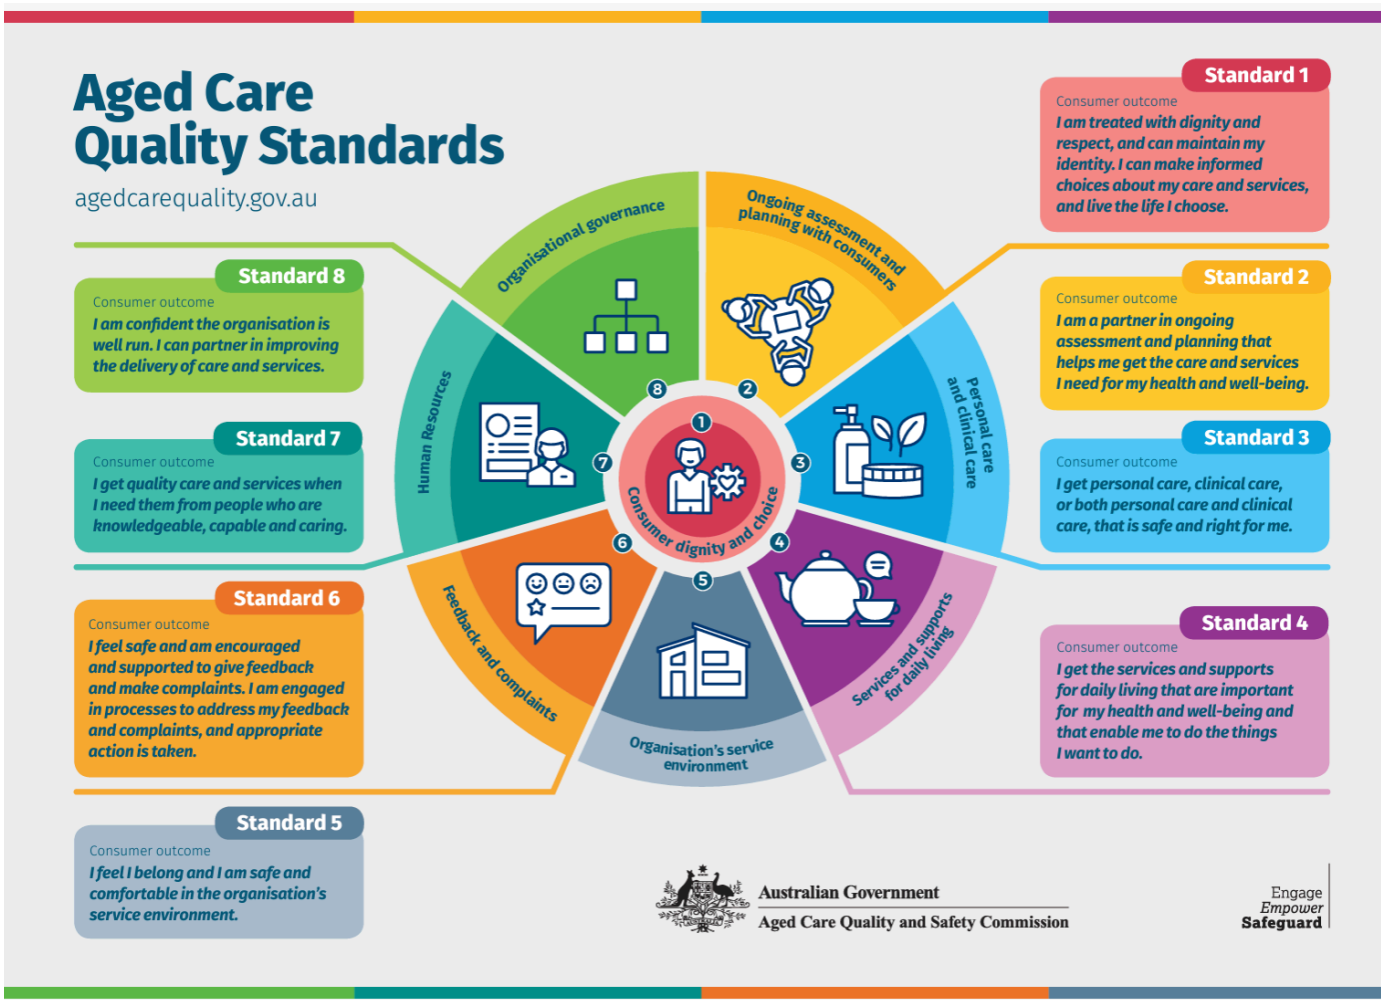 Aged Care
Quality Standards
agedcarequality.gov.au
Standard 1
Consumer outcome
I am treated with dignity and
respect, and can maintain my
identity. I can make informed
choices about my care and services,
and live the life I choose.
Standard 2
Consumer outcome
I am a partner in ongoing
assessment and planning that
helps me get the care and services
I need for my health and well-being.
Standard 3
Consumer outcome
I get personal care, clinical care,
or both personal care and clinical
care, that is safe and right for me.
Standard 4
Consumer outcome
I get the services and supports
for daily living that are important
for my health and well-being and
that enable me to do the things
I want to do.
Standard 5
Consumer outcome
I feel I belong and I am safe and
comfortable in the organisation's
service environment.
Standard 6
Consumer outcome
I feel safe and am encouraged
and supported to give feedback
and make complaints. I am engaged
in processes to address my feedback
and complaints, and appropriate
action is taken.
Standard 7
Consumer outcome
I get quality care and services when
I need them from people who are
knowledgeable, capable and caring.
Standard 8
Consumer outcome
I am confident the organisation is
well run. I can partner in improving
the delivery of care and services.
1
Consumer dignity and choice
2
Ongoing assessment and
planning with consumers
3
Personal care
and clinical care
4
Services and supports
for daily living
5
Organisation's service
environment
6
Feedback and complaints
7
Human Resources
8
Organisational governance
Australian Government
Aged Care Quality and Safety Commission
Engage
Empower
Safeguard